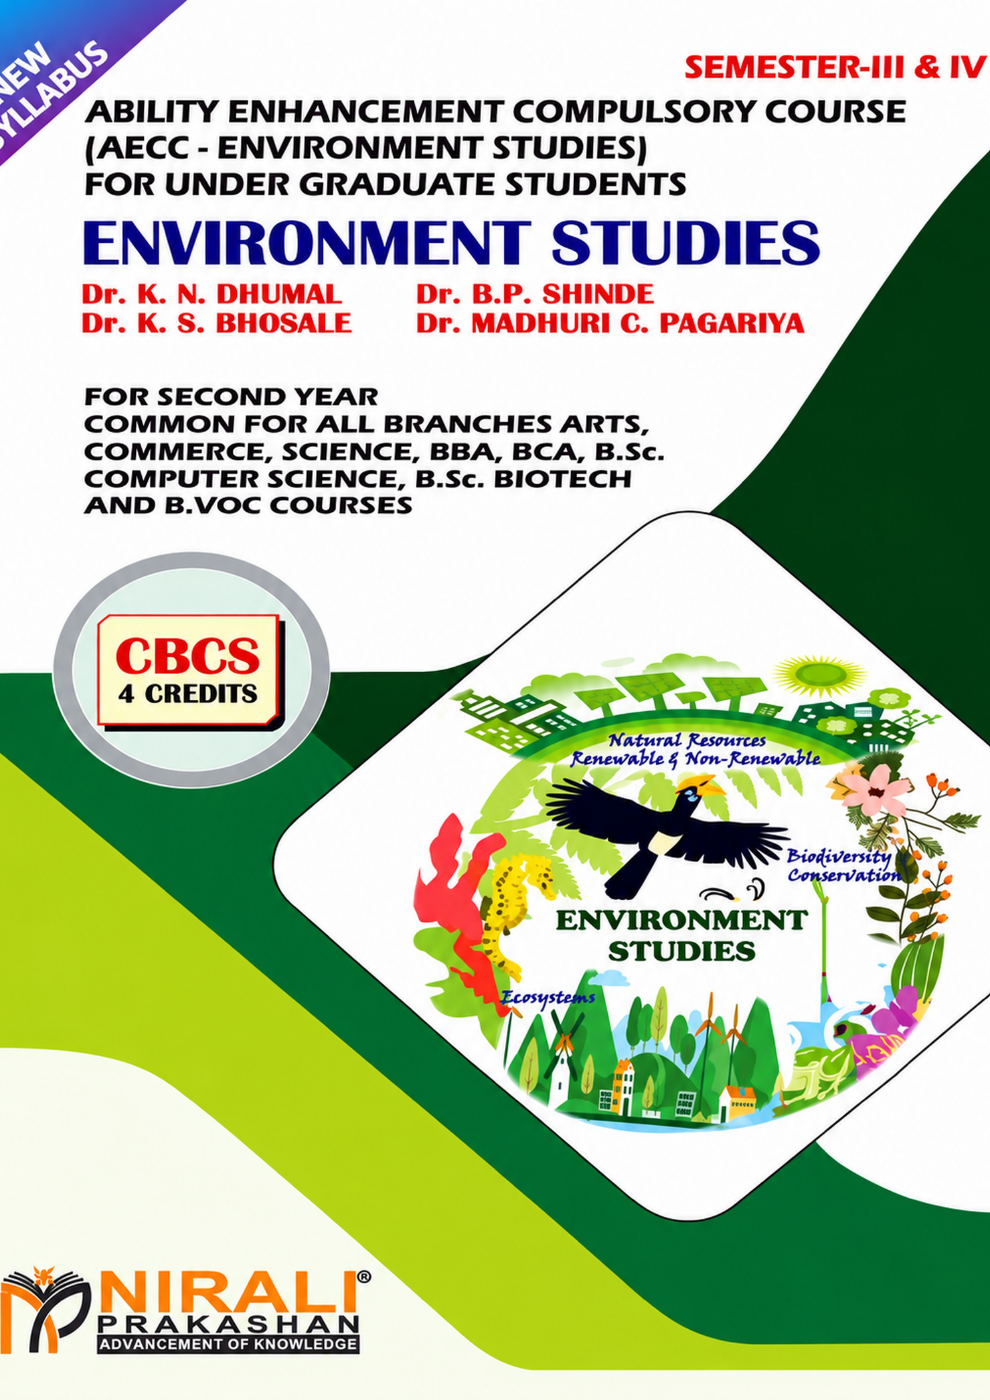 NEW
SYLLABUS
SEMESTER-III & IV
ABILITY ENHANCEMENT COMPULSORY COURSE
(AECC - ENVIRONMENT STUDIES)
FOR UNDER GRADUATE STUDENTS
ENVIRONMENT STUDIES
Dr. K. N. DHUMAL Dr. B.P. SHINDE
Dr. K. S. BHOSALE Dr. MADHURI C. PAGARIYA
FOR SECOND YEAR
COMMON FOR ALL BRANCHES ARTS,
COMMERCE, SCIENCE, BBA, BCA, B.Sc.
COMPUTER SCIENCE, B.Sc. BIOTECH
AND B.VOC COURSES
CBCS
4 CREDITS
Natural Resources
Renewable & Non-Renewable
Biodiversity
Conservation
ENVIRONMENT
STUDIES
Ecosystems
NIRALI®
PRAKASHAN
ADVANCEMENT OF KNOWLEDGE